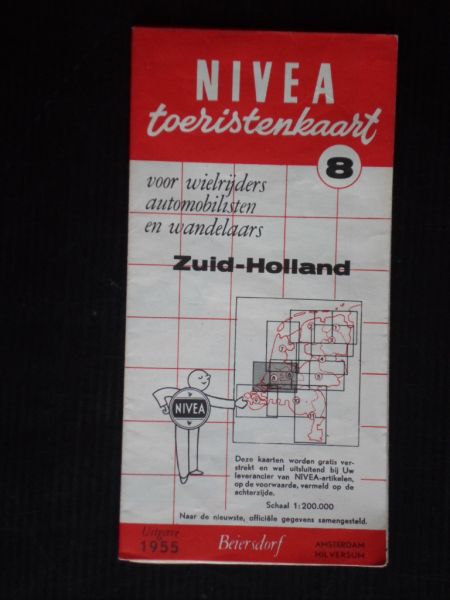 NIVEA
toeristenkaart
8
voor wielrijders
automobilisten
en wandelaars
Zuid-Holland
NIVEA
Deze kaarten worden gratis ver-
strekt en wel uitsluitend bij Uw
leverancier van NIVEA-artikelen,
op de voorwaarde, vermeld op de
achterzijde.
Schaal 1:200.000
Naar de nieuwste, officiële gegevens samengesteld.
Uitgave
1955
Beiersdorf
AMSTERDAM
HILVERSUM